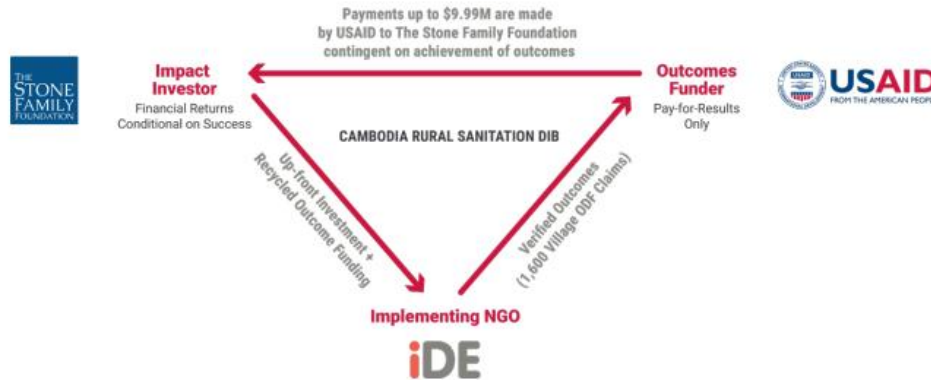 Payments up to $9.99M are made
by USAID to The Stone Family Foundation
contingent on achievement of outcomes
THE
STONE
FAMILY
FOUNDATION
Impact
Investor
Financial Returns
Conditional on Success
Outcomes
Funder
Pay-for-Results
Only
USAID
USAID
FROM THE AMERICAN PEOPLE
CAMBODIA RURAL SANITATION DIB
Up-front Investment +
Recycled Outcome Funding
Verified Outcomes
(1,600 Village ODF Claims)
Implementing NGO
iDE